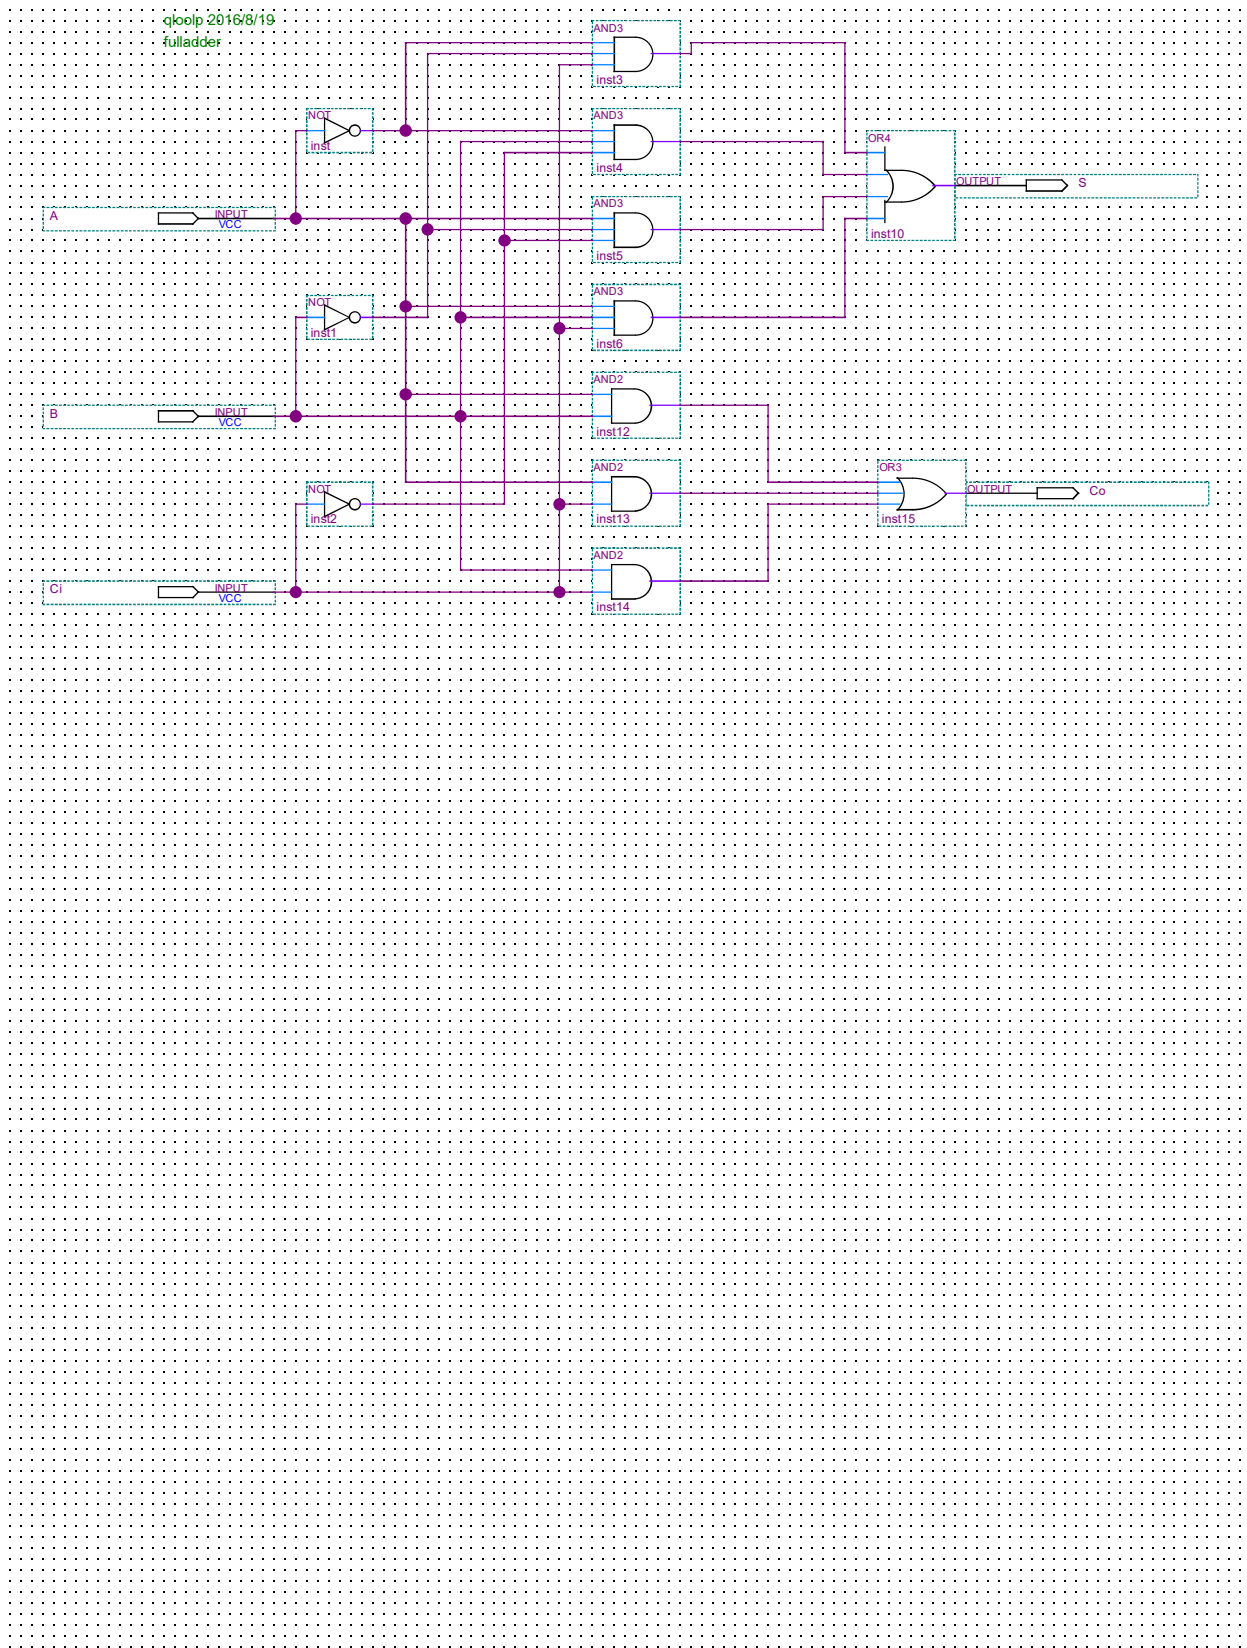 qloolp 2016/8/19
fulladder
AND3
inst3
NOT
inst
AND3
inst4
OR4
inst10
OUTPUT
S
A
INPUT
VCC
AND3
inst5
NOT
inst1
AND3
inst6
B
INPUT
VCC
AND2
inst12
NOT
inst2
AND2
inst13
OR3
inst15
OUTPUT
Co
Ci
INPUT
VCC
AND2
inst14